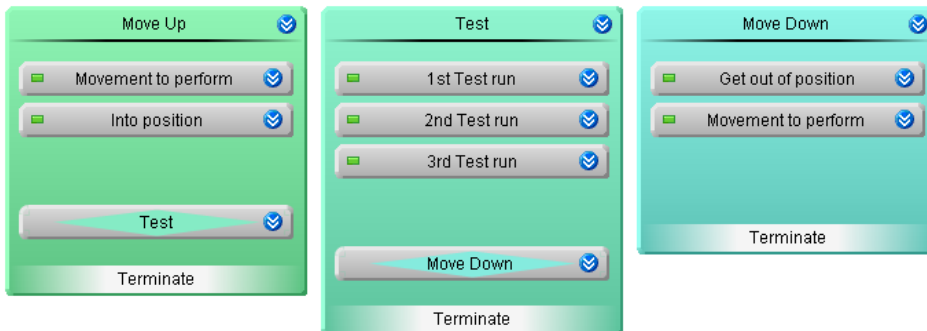 Move Up
Movement to perform
Into position
Test
Terminate
Test
1st Test run
2nd Test run
3rd Test run
Move Down
Terminate
Move Down
Get out of position
Movement to perform
Terminate